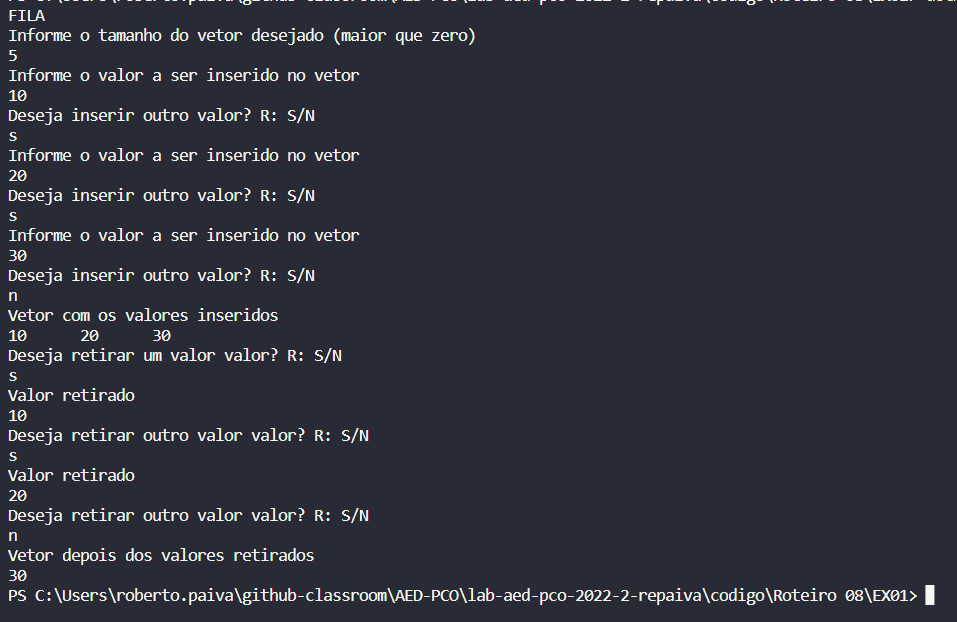 FILA
Informe o tamanho do vetor desejado (maior que zero)
5
Informe o valor a ser inserido no vetor
10
Deseja inserir outro valor? R: S/N
s
Informe o valor a ser inserido no vetor
20
Deseja inserir outro valor? R: S/N
s
Informe o valor a ser inserido no vetor
30
Deseja inserir outro valor? R: S/N
n
Vetor com os valores inseridos
10      20      30
Deseja retirar um valor valor? R: S/N
s
Valor retirado
10
Deseja retirar outro valor valor? R: S/N
s
Valor retirado
20
Deseja retirar outro valor valor? R: S/N
n
Vetor depois dos valores retirados
30
PS C:\Users\roberto.paiva\github-classroom\AED-PCO\lab-aed-pco-2022-2-repaiva\codigo\Roteiro 08\EX01>